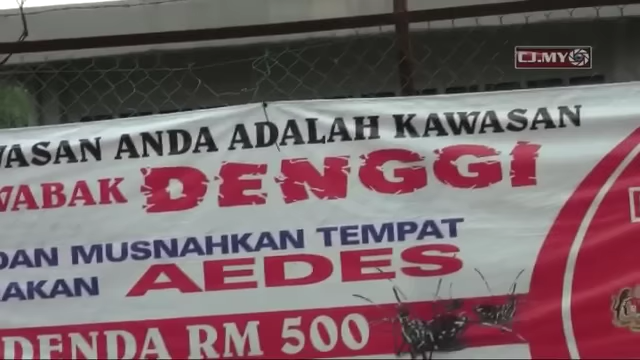 CJ.MY
WASAN ANDA ADALAH KAWASAN
WABAK DENGGI
DAN MUSNAHKAN TEMPAT
AKAN AEDES
DENDA RM 500